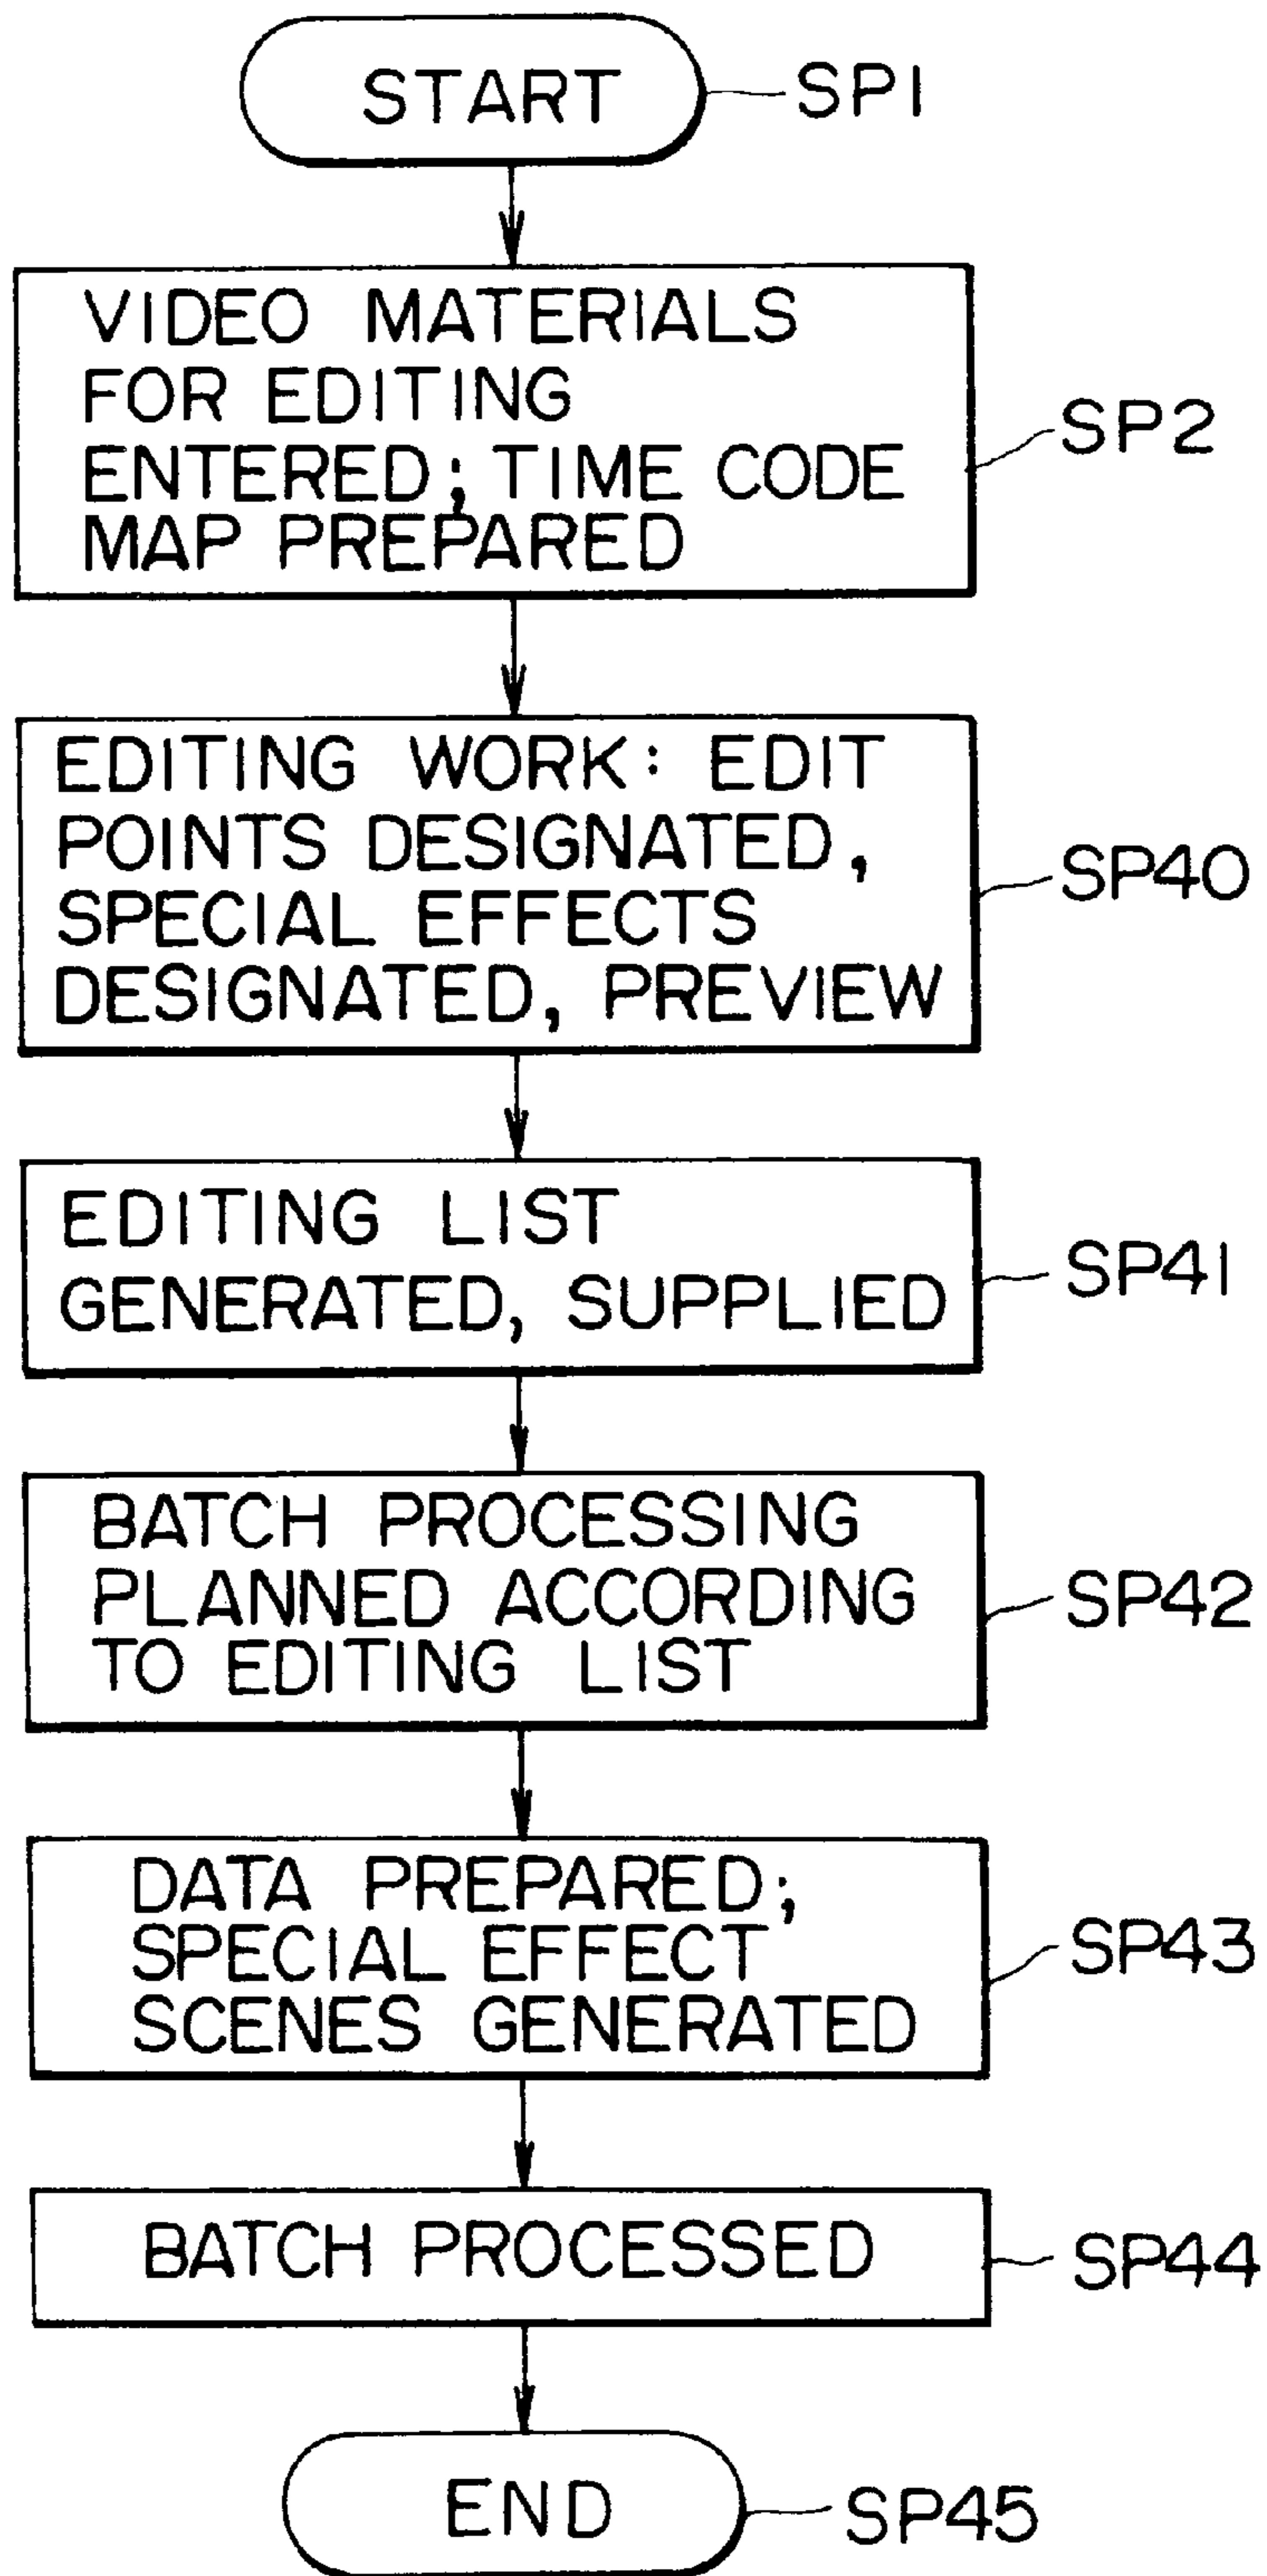 START
SP1
VIDEO MATERIALS
FOR EDITING
ENTERED; TIME CODE
MAP PREPARED
SP2
EDITING WORK: EDIT
POINTS DESIGNATED,
SPECIAL EFFECTS
DESIGNATED, PREVIEW
SP40
EDITING LIST
GENERATED, SUPPLIED
SP41
BATCH PROCESSING
PLANNED ACCORDING
TO EDITING LIST
SP42
DATA PREPARED;
SPECIAL EFFECT
SCENES GENERATED
SP43
BATCH PROCESSED
SP44
END
SP45